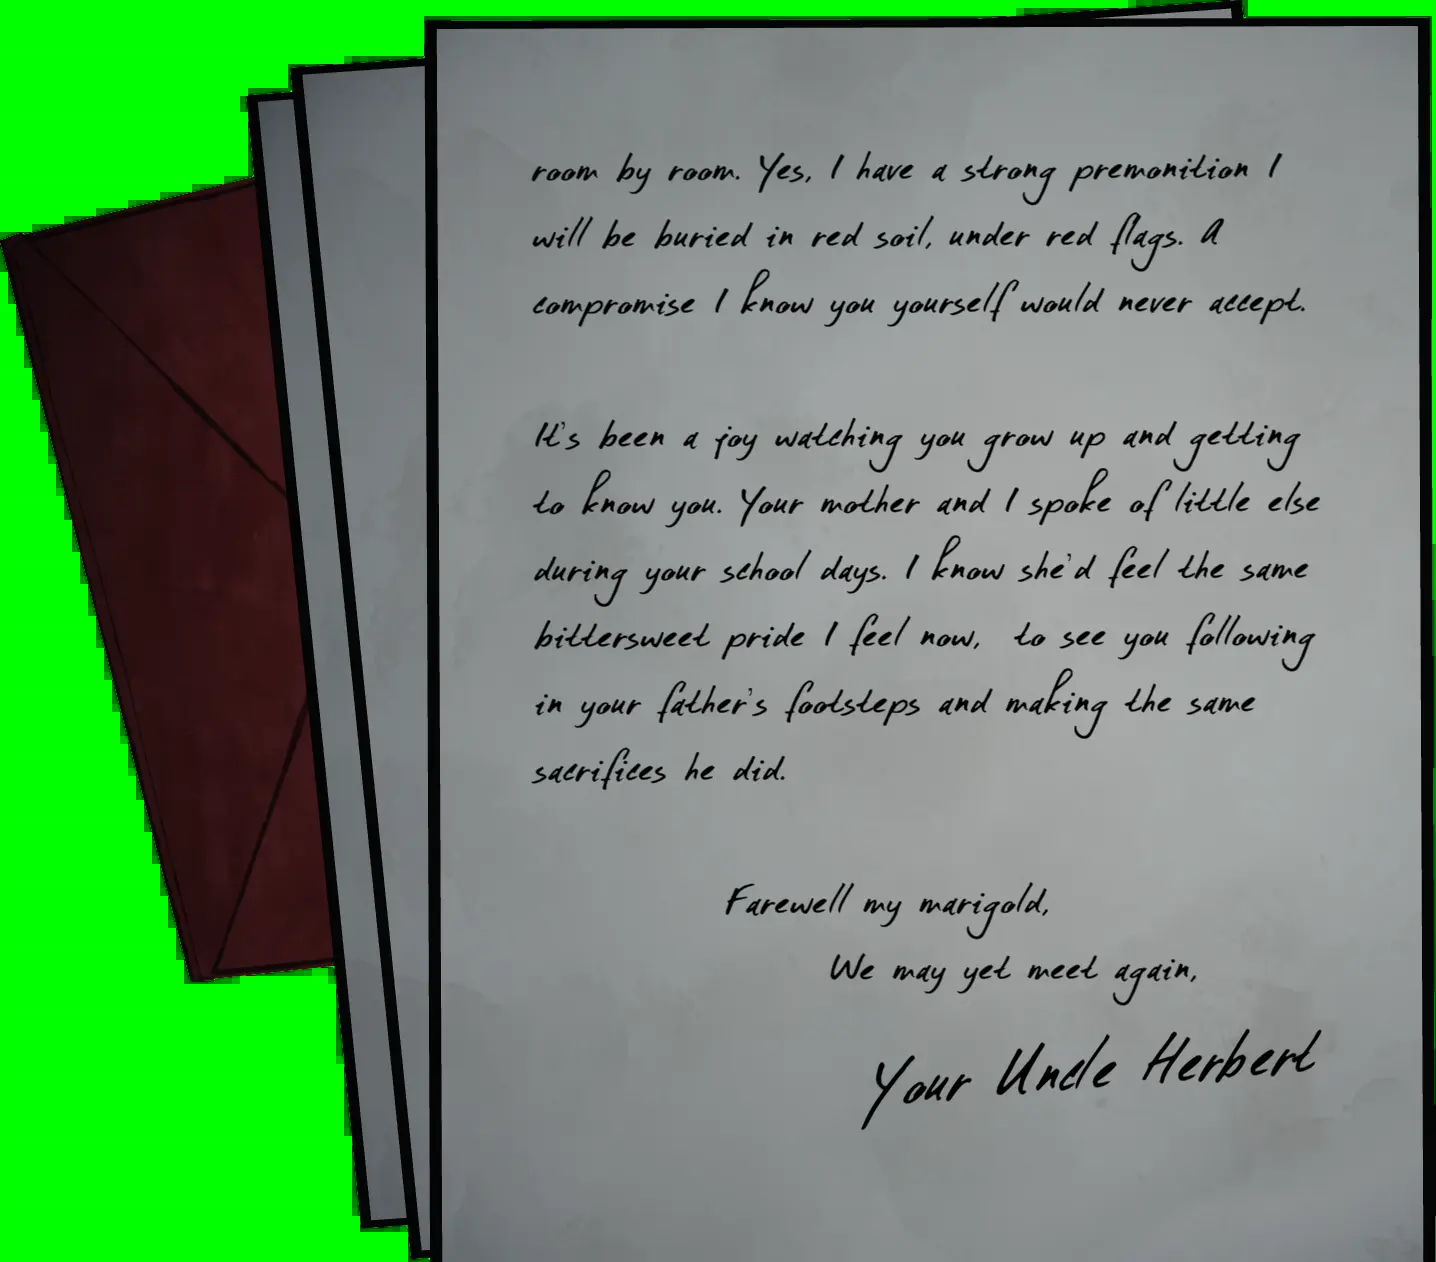 room by room. Yes, I have a strong premonition I
will be buried in red soil, under red flags. A
compromise I know you yourself would never accept.
It's been a joy watching you grow up and getting
to know you. Your mother and I spoke of little else
during your school days. I know she'd feel the same
bittersweet pride I feel now, to see you following
in your father's footsteps and making the same
sacrifices he did.
Farewell my marigold,
We may yet meet again,
Your Uncle Herbert